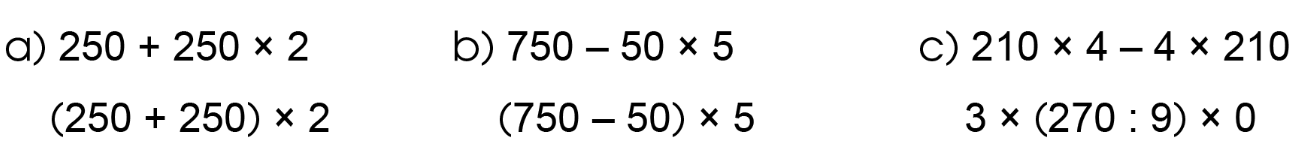 a) 250 + 250 × 2
(250 + 250) × 2
b) 750 – 50 × 5
(750 – 50) × 5
c) 210 × 4 – 4 × 210
3 × (270 : 9) × 0